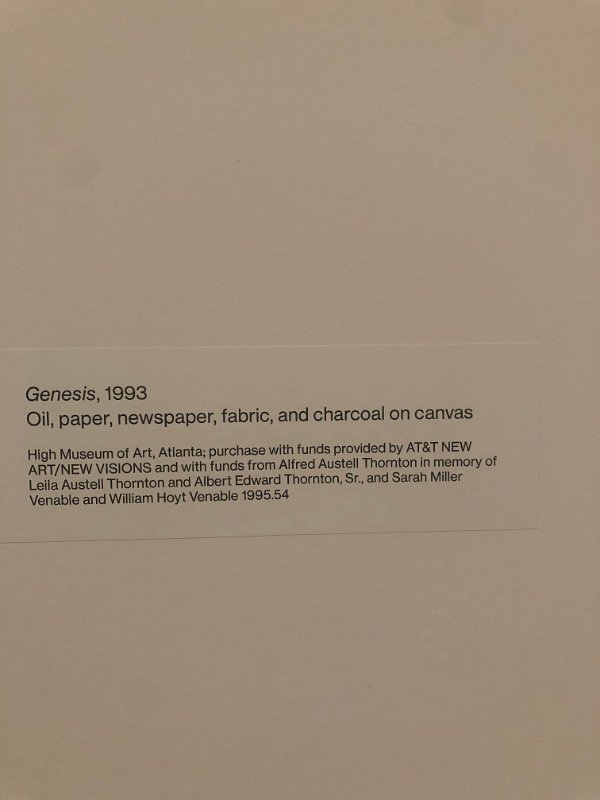 Genesis, 1993
Oil, paper, newspaper, fabric, and charcoal on canvas
High Museum of Art, Atlanta; purchase with funds provided by AT&T NEW
ART/NEW VISIONS and with funds from Alfred Austell Thornton in memory of
Leila Austell Thornton and Albert Edward Thornton, Sr., and Sarah Miller
Venable and William Hoyt Venable 1995.54